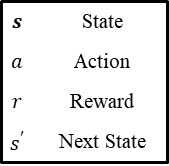 s State
a Action
r Reward
s′ Next State